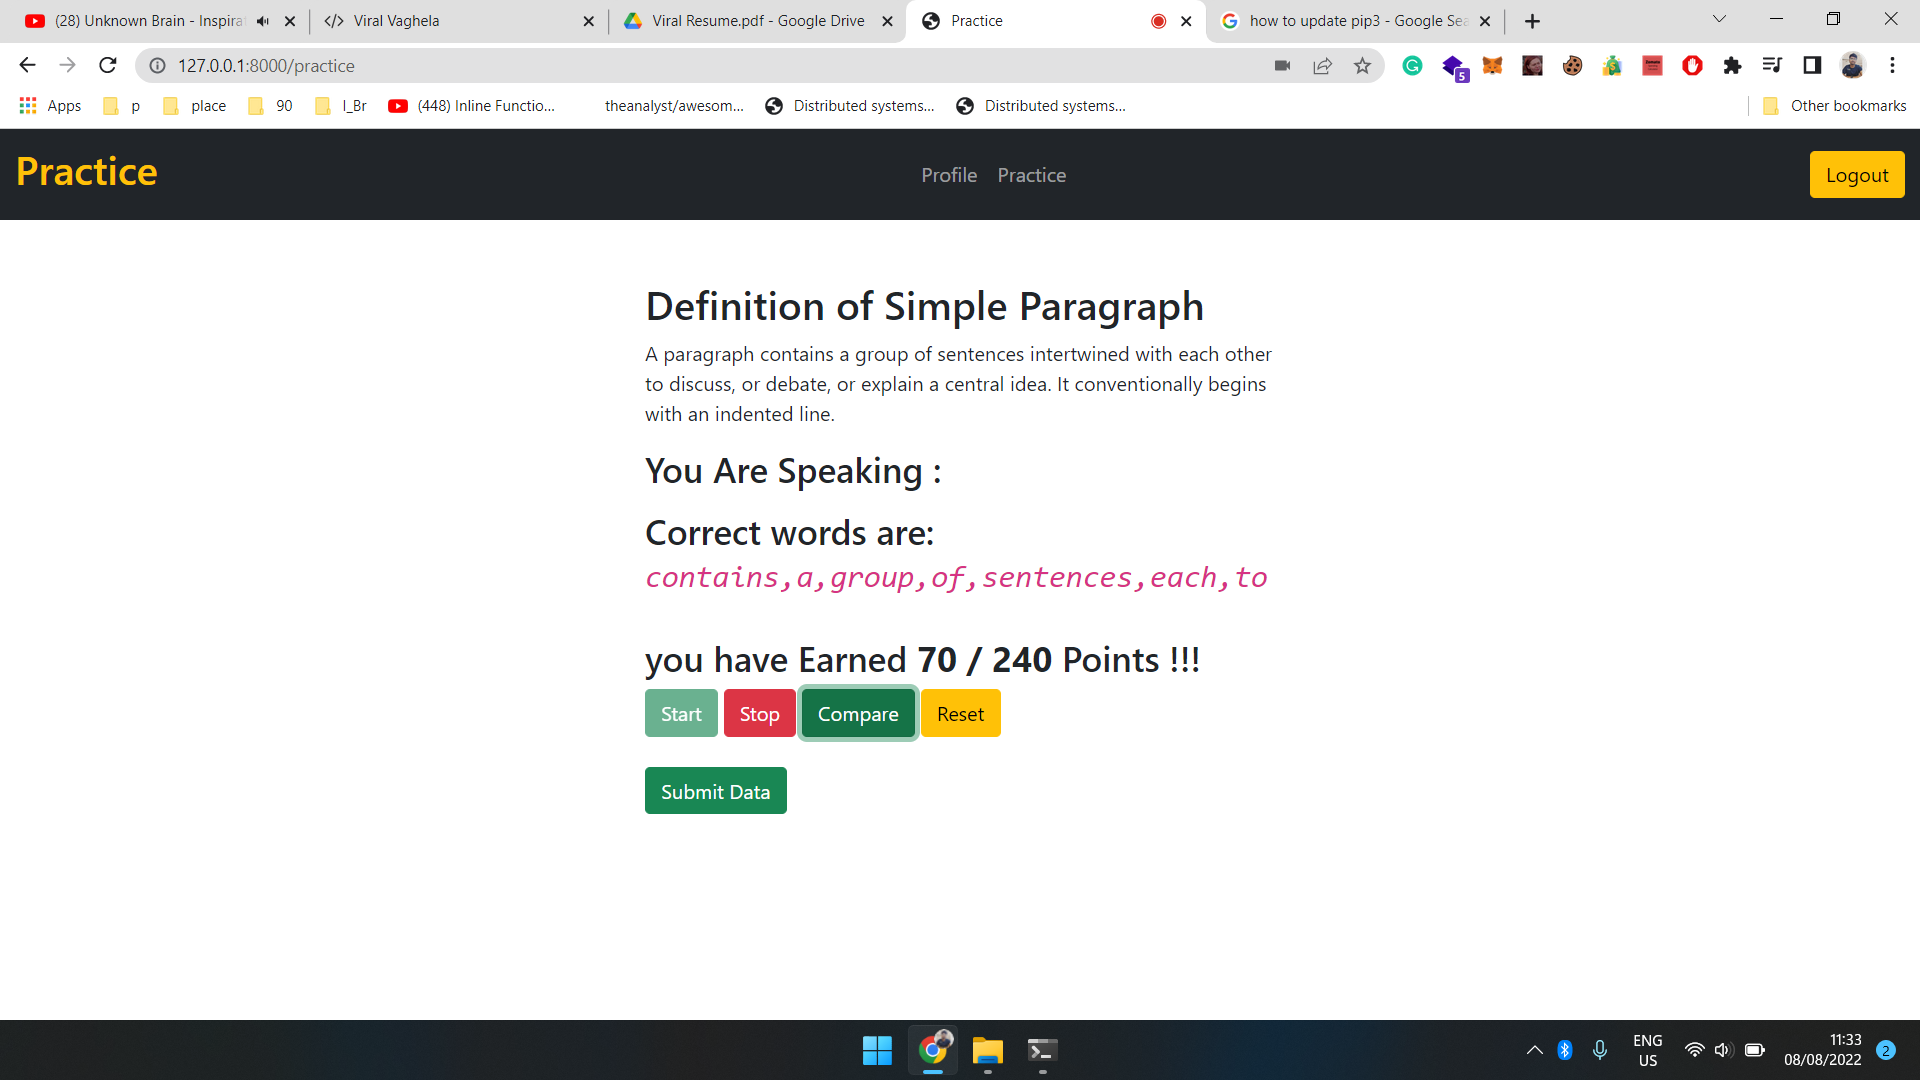 (28) Unknown Brain - Inspira
Viral Vaghela
Viral Resume.pdf - Google Drive
Practice
how to update pip3 - Google Sea
127.0.0.1:8000/practice
5
Apps
p
place
90
I_Br
(448) Inline Functio...
theanalyst/awesom...
Distributed systems...
Distributed systems...
Other bookmarks
Practice
Profile
Practice
Logout
Definition of Simple Paragraph
A paragraph contains a group of sentences intertwined with each other
to discuss, or debate, or explain a central idea. It conventionally begins
with an indented line.
You Are Speaking :
Correct words are:
contains,a,group,of,sentences,each,to
you have Earned 70 / 240 Points !!!
Start
Stop
Compare
Reset
Submit Data
ENG
US
11:33
08/08/2022
2